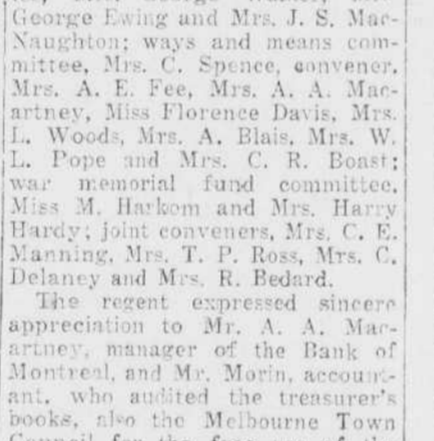 George Ewing and Mrs. J. S. Mac-
Naughton; ways and means com-
mittee, Mrs. C. Spence, convener,
Mrs. A. E. Fee, Mrs. A. A. Mac-
artney, Miss Florence Davis, Mrs.
L. Woods, Mrs. A. Blais, Mrs. W.
L. Pope and Mrs. C. R. Boast;
war memorial fund committee,
Miss M. Harkom and Mrs. Harry
Hardy; joint conveners, Mrs. C. E.
Manning, Mrs. T. P. Ross, Mrs. C.
Delaney and Mrs. R. Bedard.
The regent expressed sincere
appreciation to Mr. A. A. Mac-
artney, manager of the Bank of
Montreal, and Mr. Morin, account-
ant, who audited the treasurer's
books, also the Melbourne Town